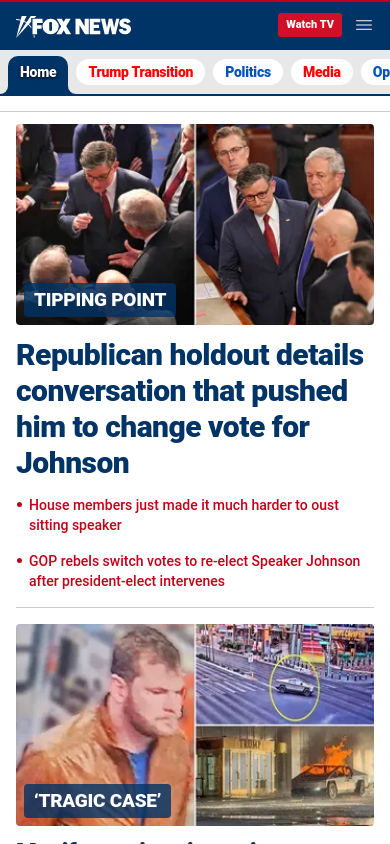 FOX NEWS
Watch TV
Home
Trump Transition
Politics
Media
Op
TIPPING POINT
Republican holdout details
conversation that pushed
him to change vote for
Johnson
• House members just made it much harder to oust
sitting speaker
• GOP rebels switch votes to re-elect Speaker Johnson
after president-elect intervenes
TRUMP
‘TRAGIC CASE’